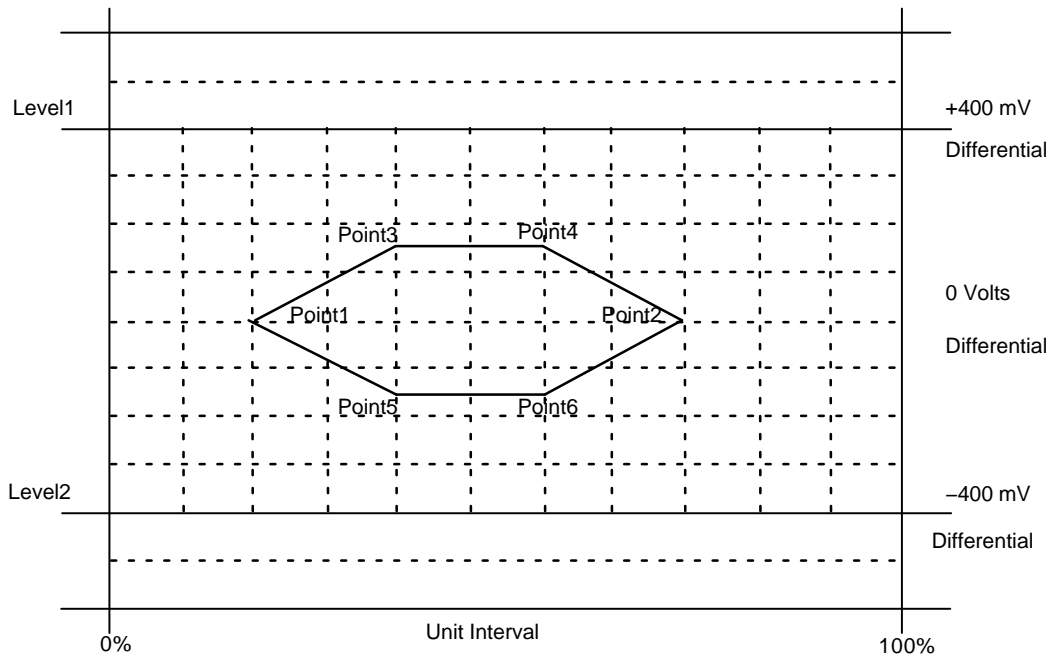 Level1
+400 mV
Differential
Point3
Point4
0 Volts
Point1
Point2
Differential
Point5
Point6
Level2
−400 mV
Differential
Unit Interval
0%
100%